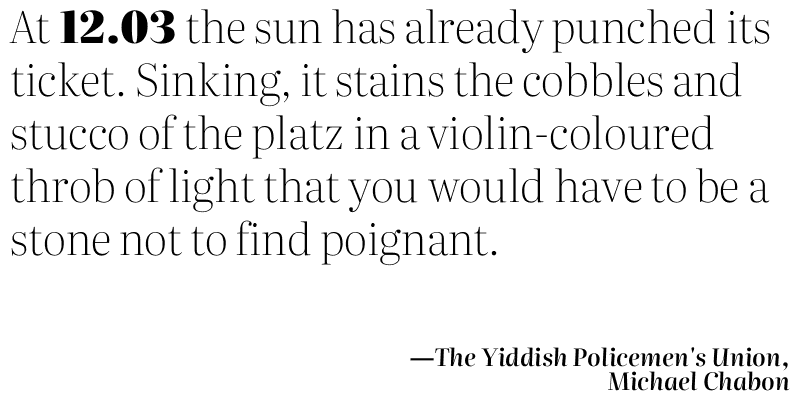 At 12.03 the sun has already punched its
ticket. Sinking, it stains the cobbles and
stucco of the platz in a violin-coloured
throb of light that you would have to be a
stone not to find poignant.
—The Yiddish Policemen's Union,
Michael Chabon